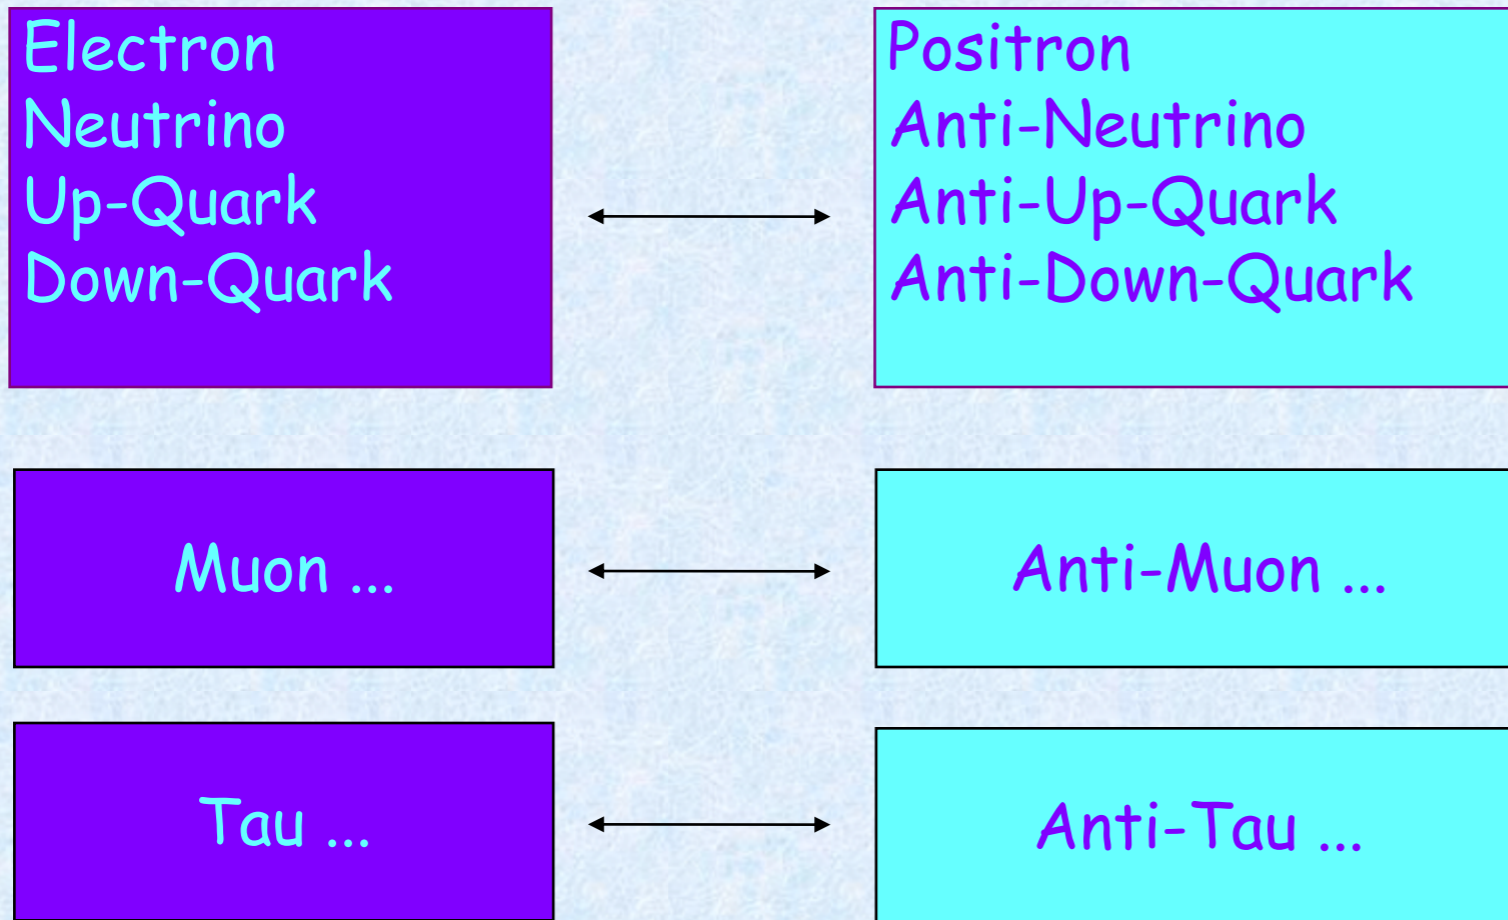 Electron
Neutrino
Up-Quark
Down-Quark
Positron
Anti-Neutrino
Anti-Up-Quark
Anti-Down-Quark
Muon ...
Anti-Muon ...
Tau ...
Anti-Tau ...